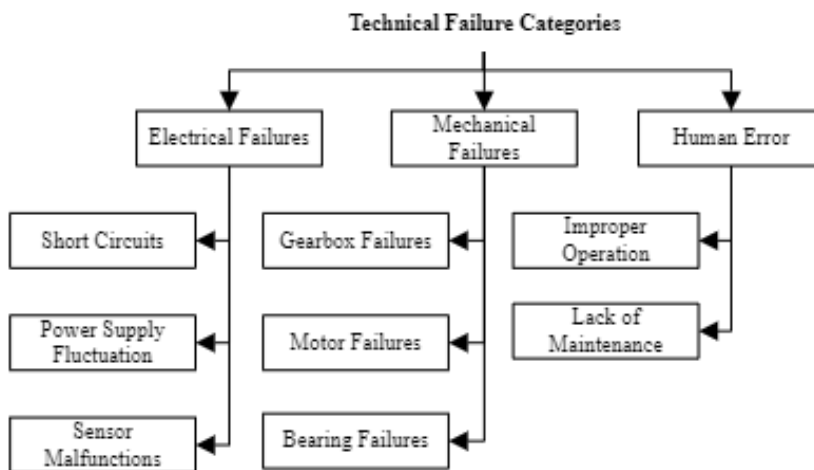 Technical Failure Categories
Electrical Failures
Mechanical
Failures
Human Error
Short Circuits
Gearbox Failures
Improper
Operation
Power Supply
Fluctuation
Motor Failures
Lack of
Maintenance
Sensor
Malfunctions
Bearing Failures